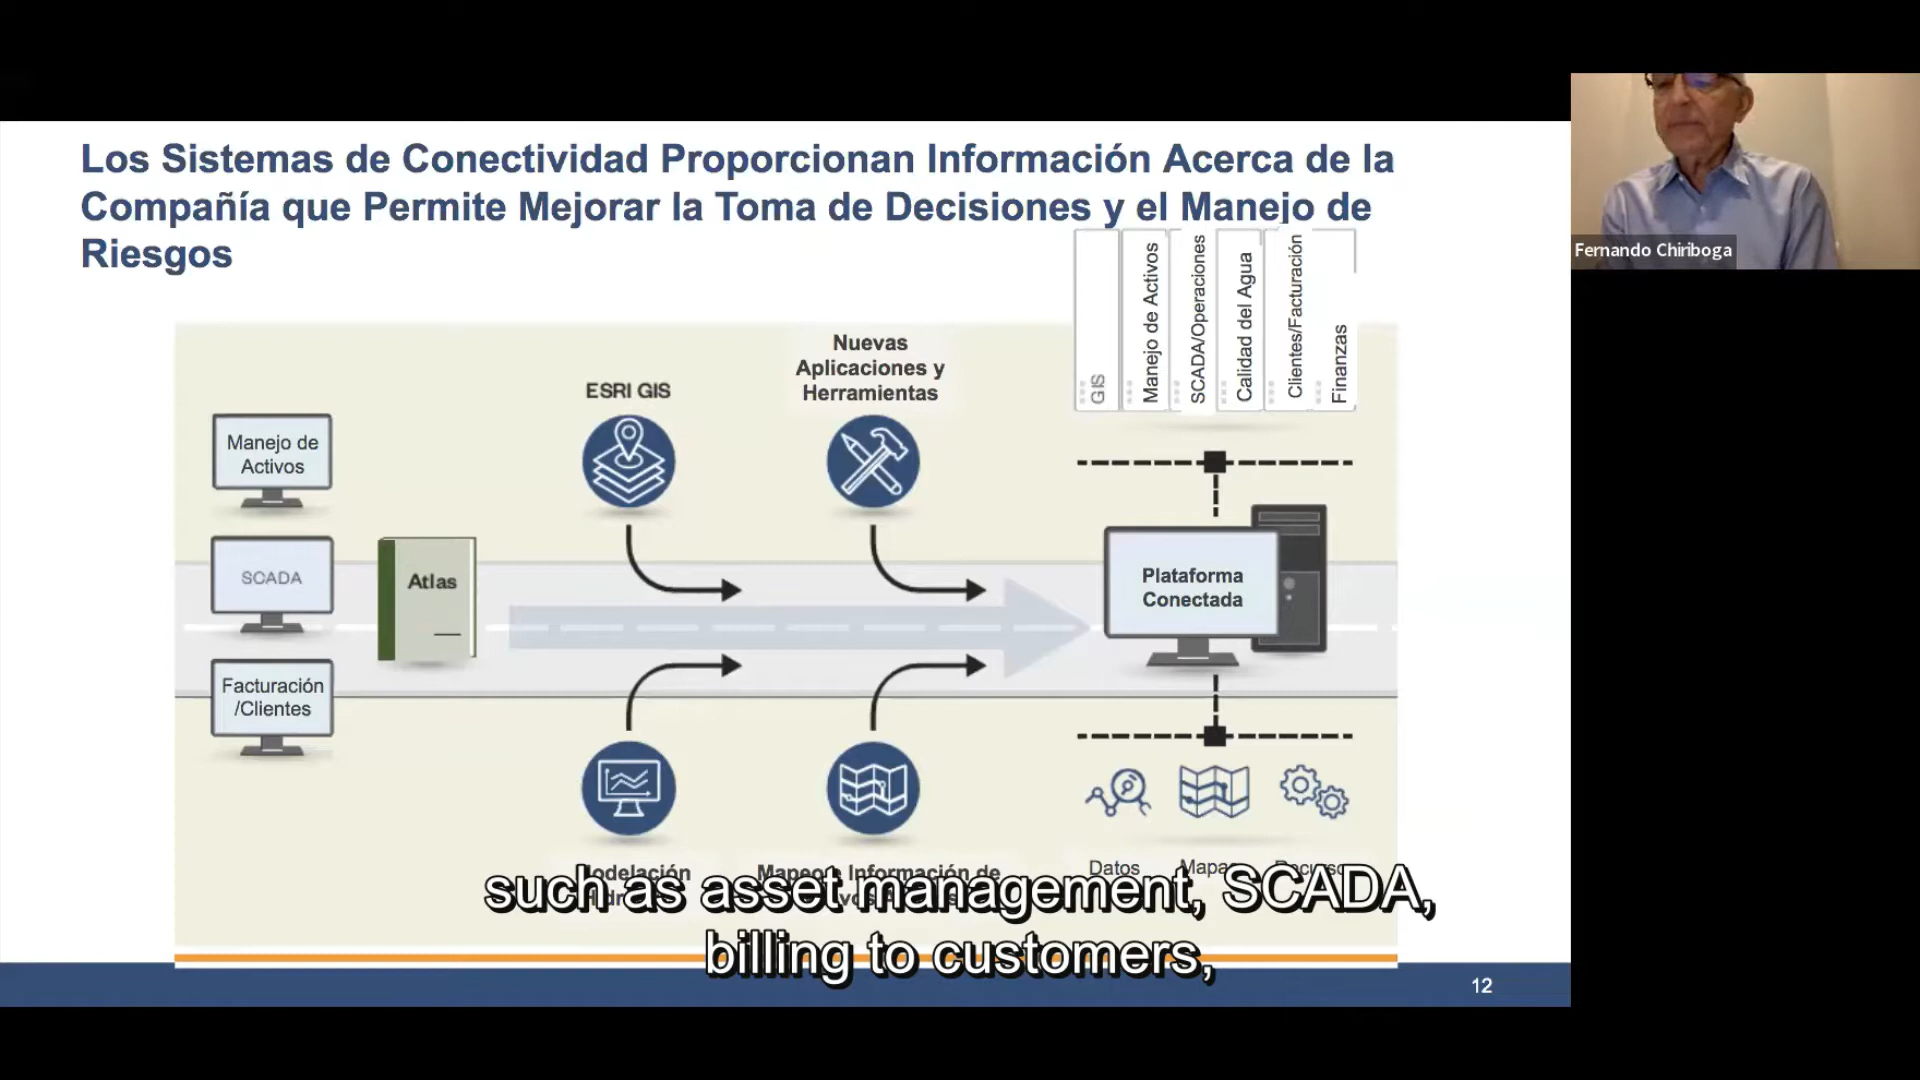 Los Sistemas de Conectividad Proporcionan Información Acerca de la
Compañía que Permite Mejorar la Toma de Decisiones y el Manejo de
Riesgos
Fernando Chiriboga
GIS
Manejo de Activos
SCADA/Operaciones
Calidad del Agua
Clientes/Facturación
Finanzas
Nuevas
Aplicaciones y
Herramientas
ESRI GIS
Manejo de
Activos
SCADA
Atlas
Plataforma
Conectada
Facturación
/Clientes
Modelación
Mapeo e Información de
Datos
Mapas
such as asset management, SCADA,
billing to customers,
12